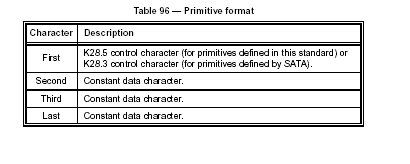 Table 96 — Primitive format
Character Description
First K28.5 control character (for primitives defined in this standard) or
K28.3 control character (for primitives defined by SATA).
Second Constant data character.
Third Constant data character.
Last Constant data character.